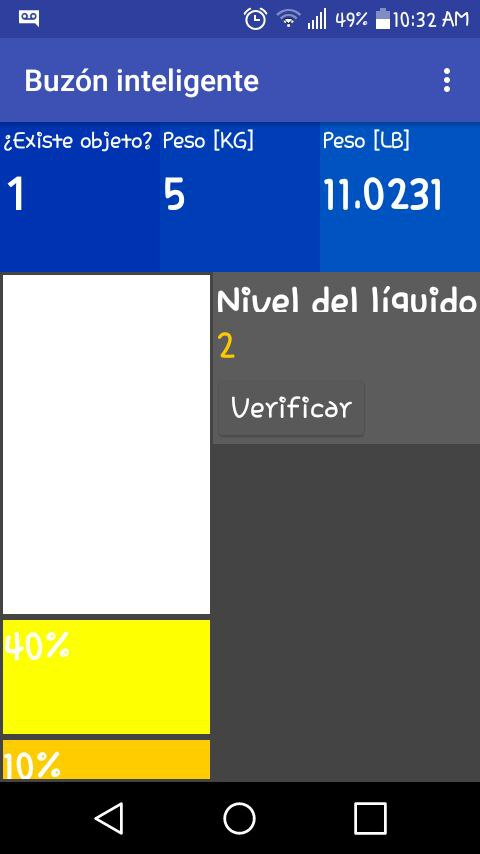 49% 10:32 AM
Buzón inteligente
¿Existe objeto? Peso [KG] Peso [LB]
1 5 11.0231
Nivel del líquido
2
Verificar
40%
10%